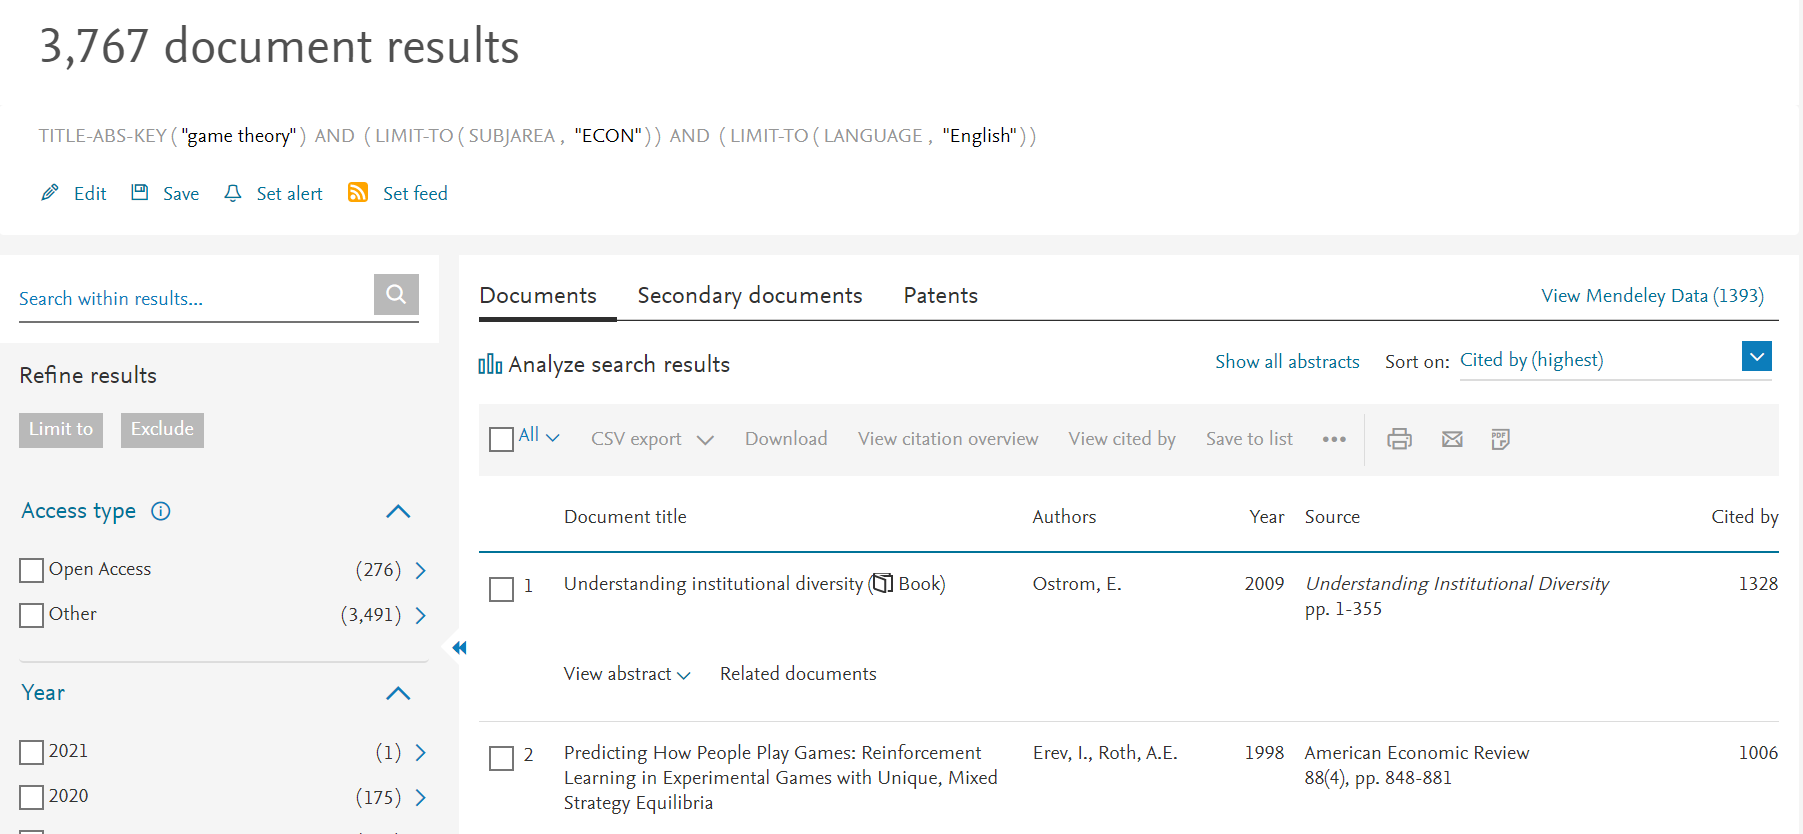 3,767 document results
TITLE-ABS-KEY ( "game theory" ) AND ( LIMIT-TO ( SUBJAREA , "ECON" ) ) AND ( LIMIT-TO ( LANGUAGE , "English" ) )
Edit Save Set alert Set feed
Search within results...
Refine results
Limit to Exclude
Access type
Open Access (276)
Other (3,491)
Year
2021 (1)
2020 (175)
Documents Secondary documents Patents View Mendeley Data (1393)
Analyze search results Show all abstracts Sort on: Cited by (highest)
All CSV export Download View citation overview View cited by Save to list ••• PDF
Document title Authors Year Source Cited by
1 Understanding institutional diversity ( Book) Ostrom, E. 2009 Understanding Institutional Diversity 1328
pp. 1-355
View abstract Related documents
2 Predicting How People Play Games: Reinforcement Erev, I., Roth, A.E. 1998 American Economic Review 1006
Learning in Experimental Games with Unique, Mixed 88(4), pp. 848-881
Strategy Equilibria